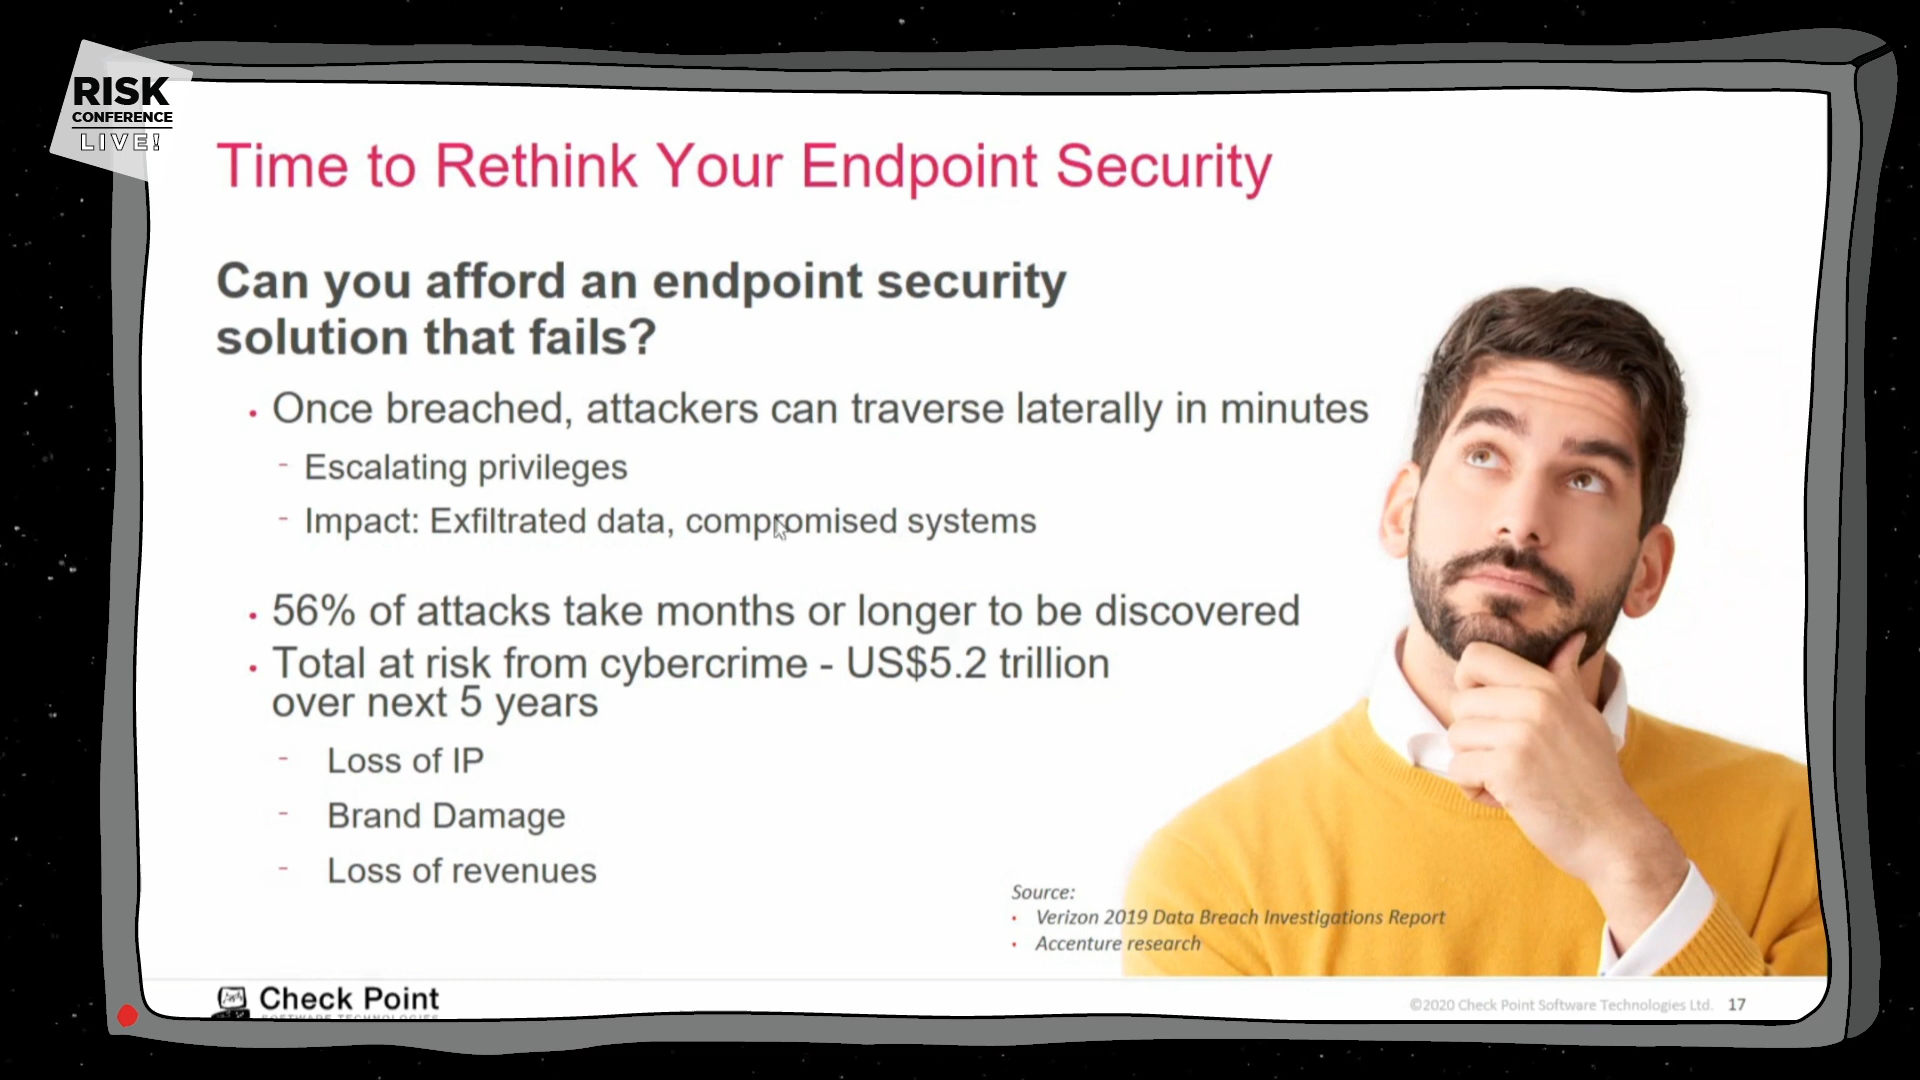 RISK
CONFERENCE
LIVE!
Time to Rethink Your Endpoint Security
Can you afford an endpoint security
solution that fails?
• Once breached, attackers can traverse laterally in minutes
- Escalating privileges
- Impact: Exfiltrated data, compromised systems
• 56% of attacks take months or longer to be discovered
• Total at risk from cybercrime - US$5.2 trillion
over next 5 years
- Loss of IP
- Brand Damage
- Loss of revenues
Source:
• Verizon 2019 Data Breach Investigations Report
• Accenture research
Check Point
SOFTWARE TECHNOLOGIES
©2020 Check Point Software Technologies Ltd. 17